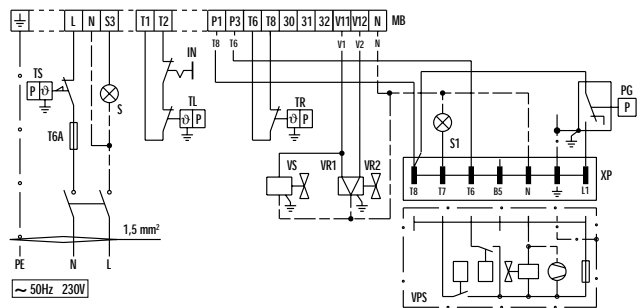 L N S3 T1 T2 P1 P3 T6 T8 30 31 32 V11 V12 N MB
T8 T6 V1 V2 N
IN
TS
P ϑ
S
TL
ϑ P
TR
ϑ P
PG
P
T6A
S1
VS VR1 VR2
XP
T8 T7 T6 B5 N L1
1,5 mm²
PE N L
VPS
~ 50Hz 230V